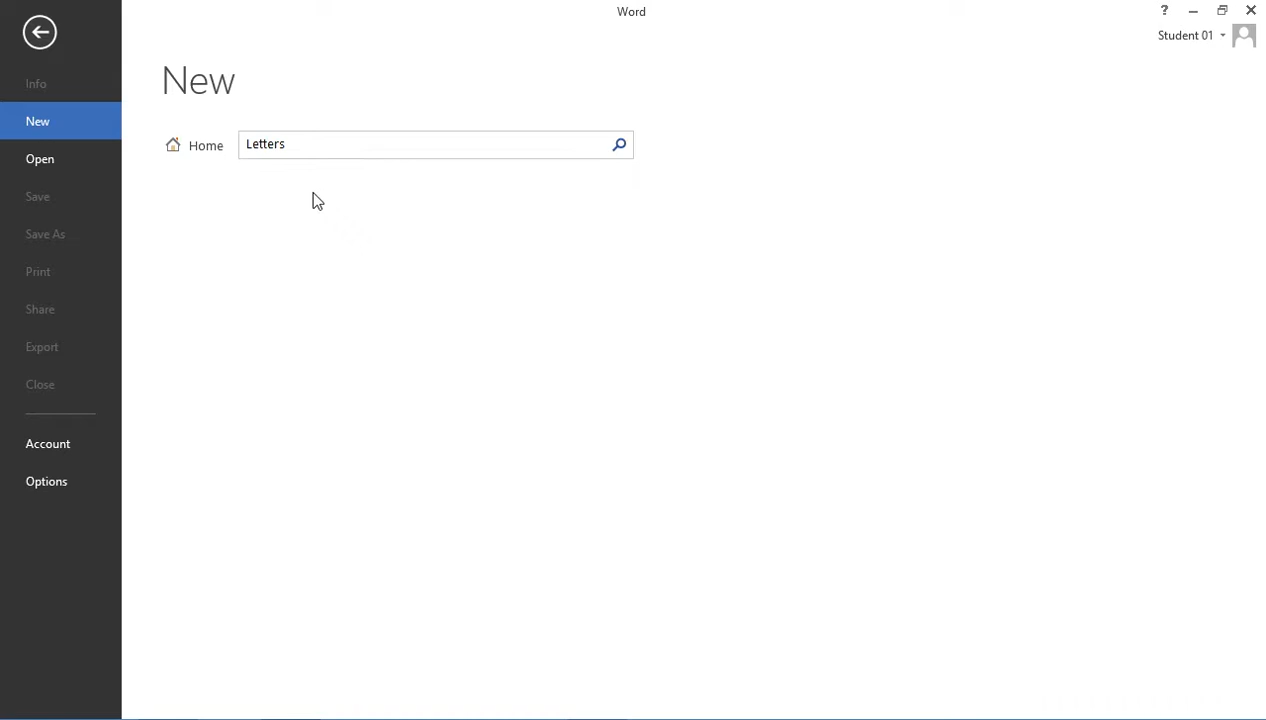 Word
?
Student 01
Info
New
Open
Save
Save As
Print
Share
Export
Close
Account
Options
New
Home
Letters